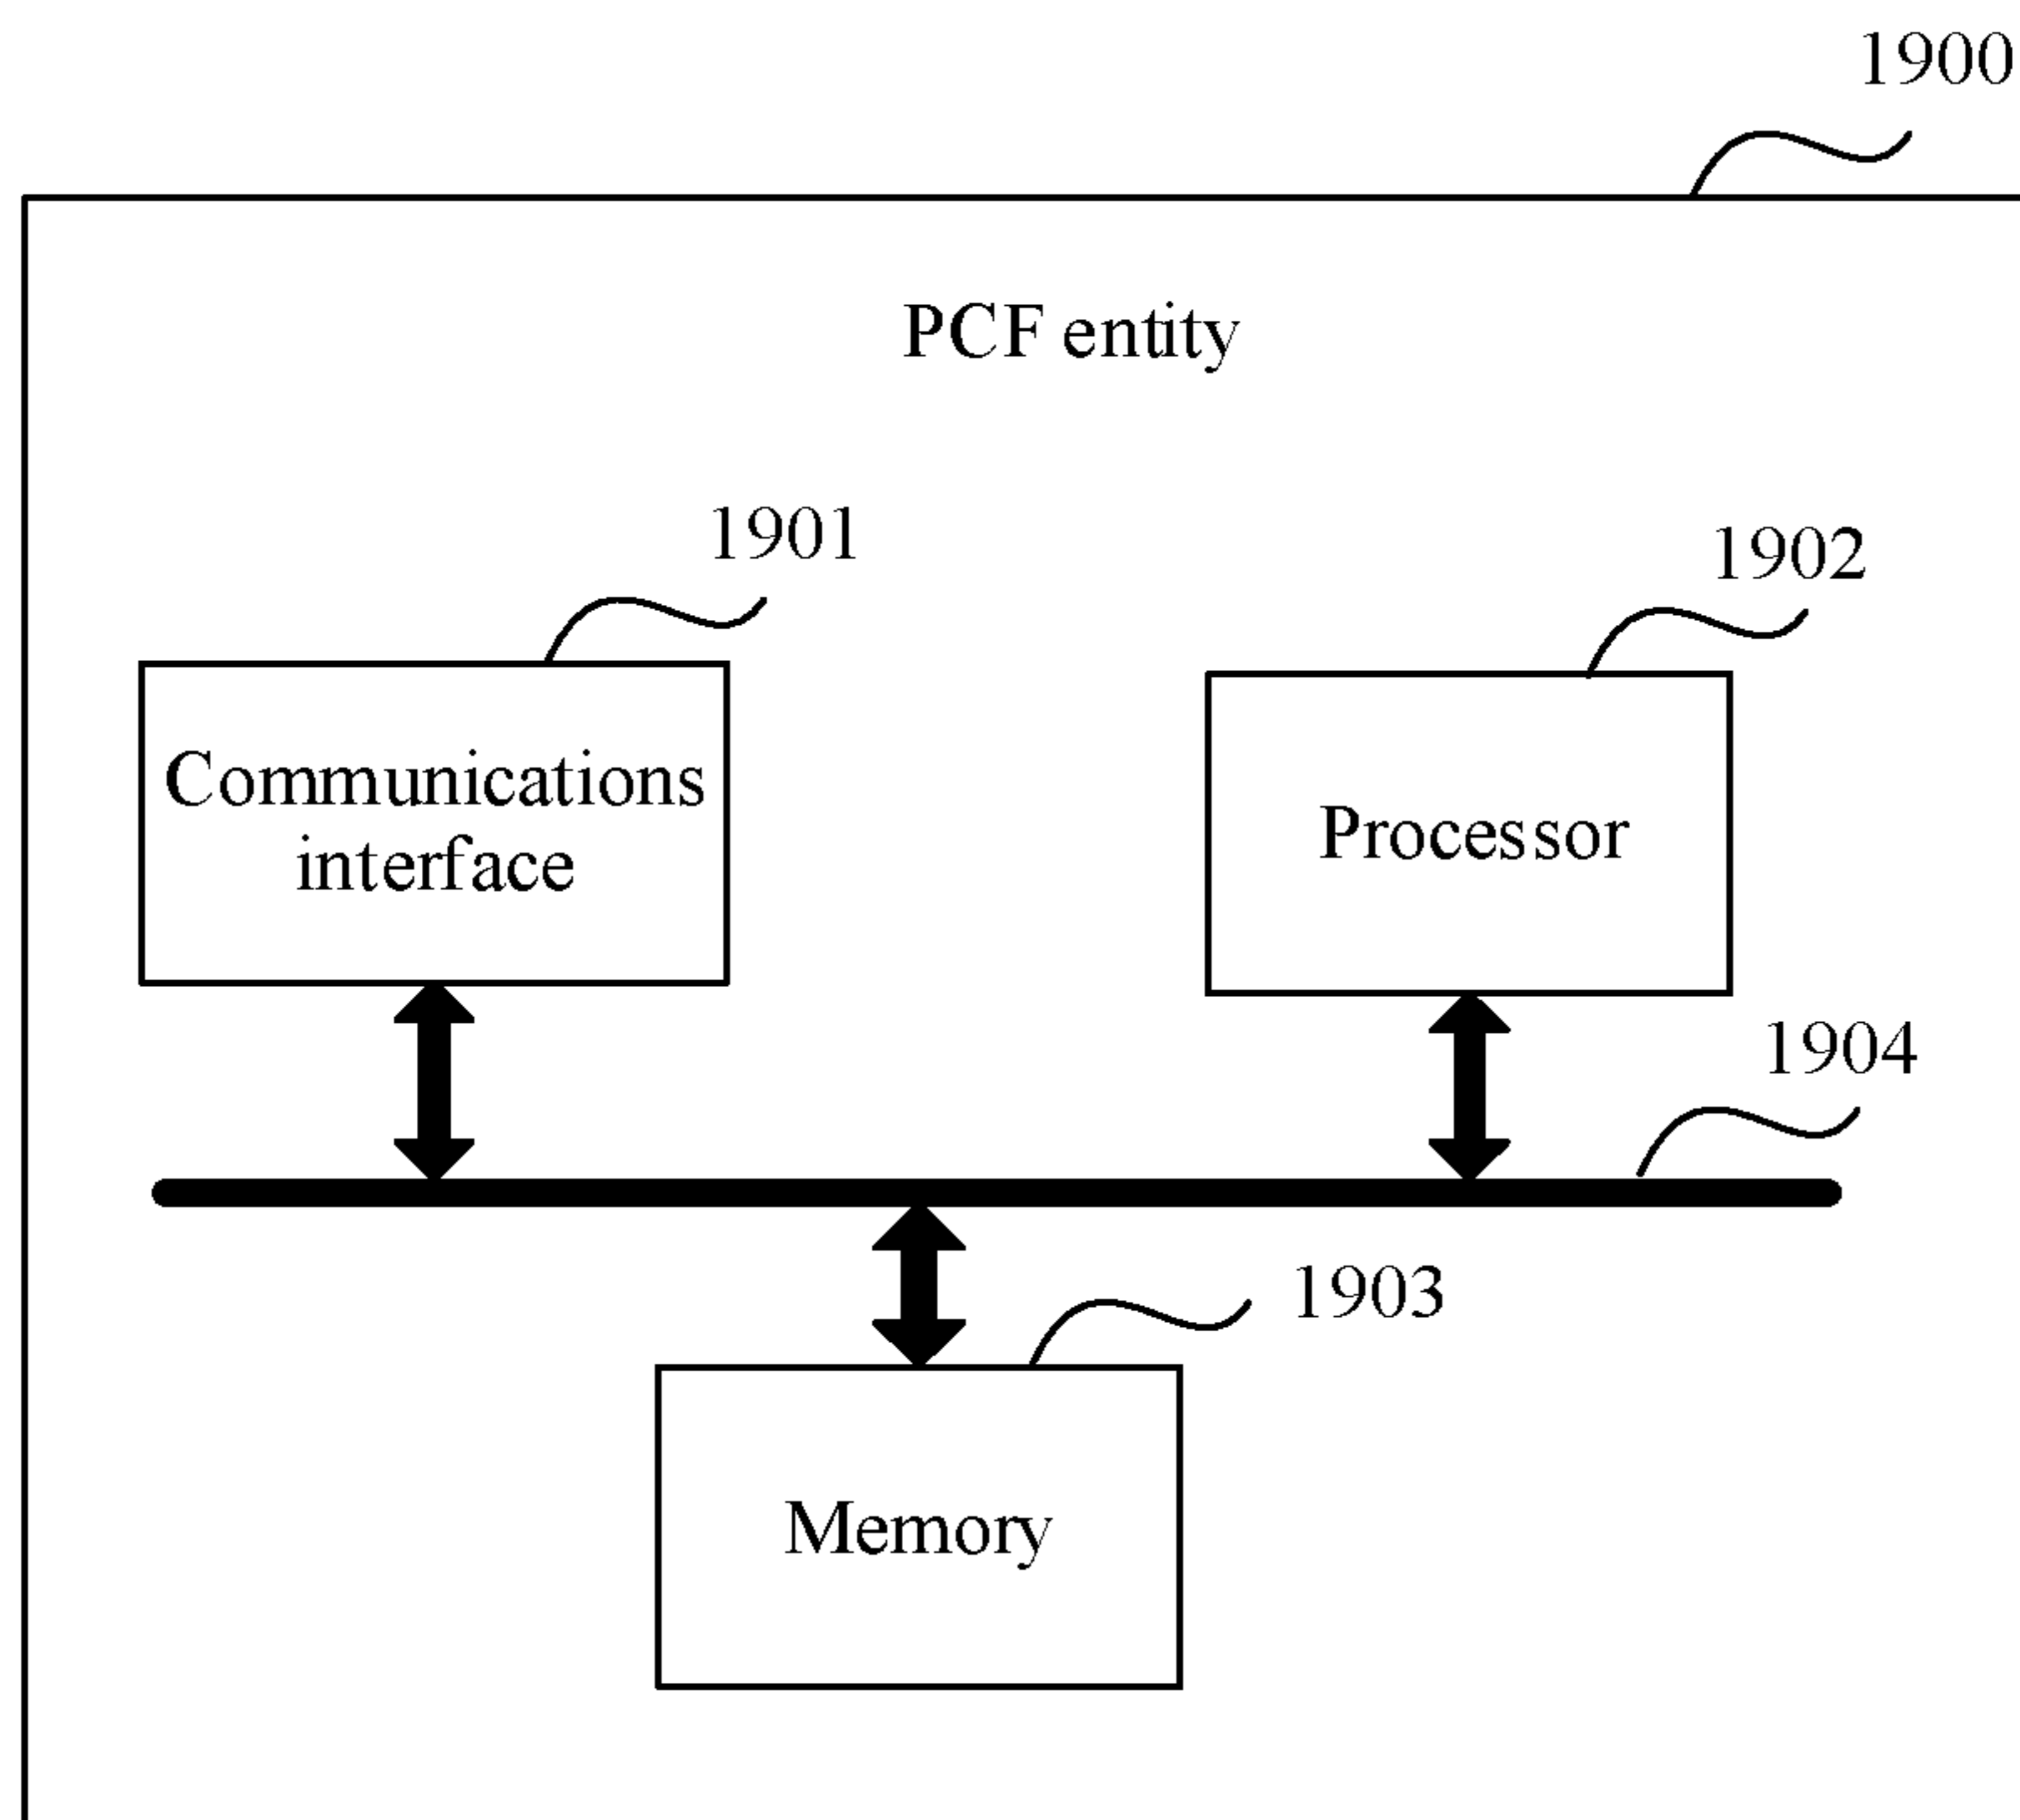 1900
PCF entity
1901
1902
Communications
interface
Processor
1904
1903
Memory